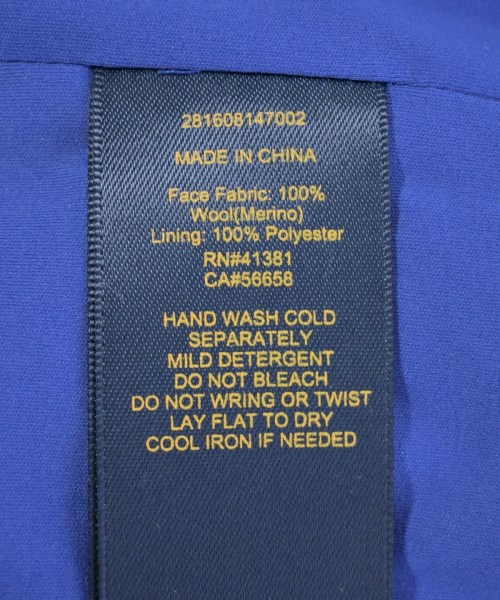 281608147002
MADE IN CHINA
Face Fabric: 100%
Wool(Merino)
Lining: 100% Polyester
RN#41381
CA#56658
HAND WASH COLD
SEPARATELY
MILD DETERGENT
DO NOT BLEACH
DO NOT WRING OR TWIST
LAY FLAT TO DRY
COOL IRON IF NEEDED